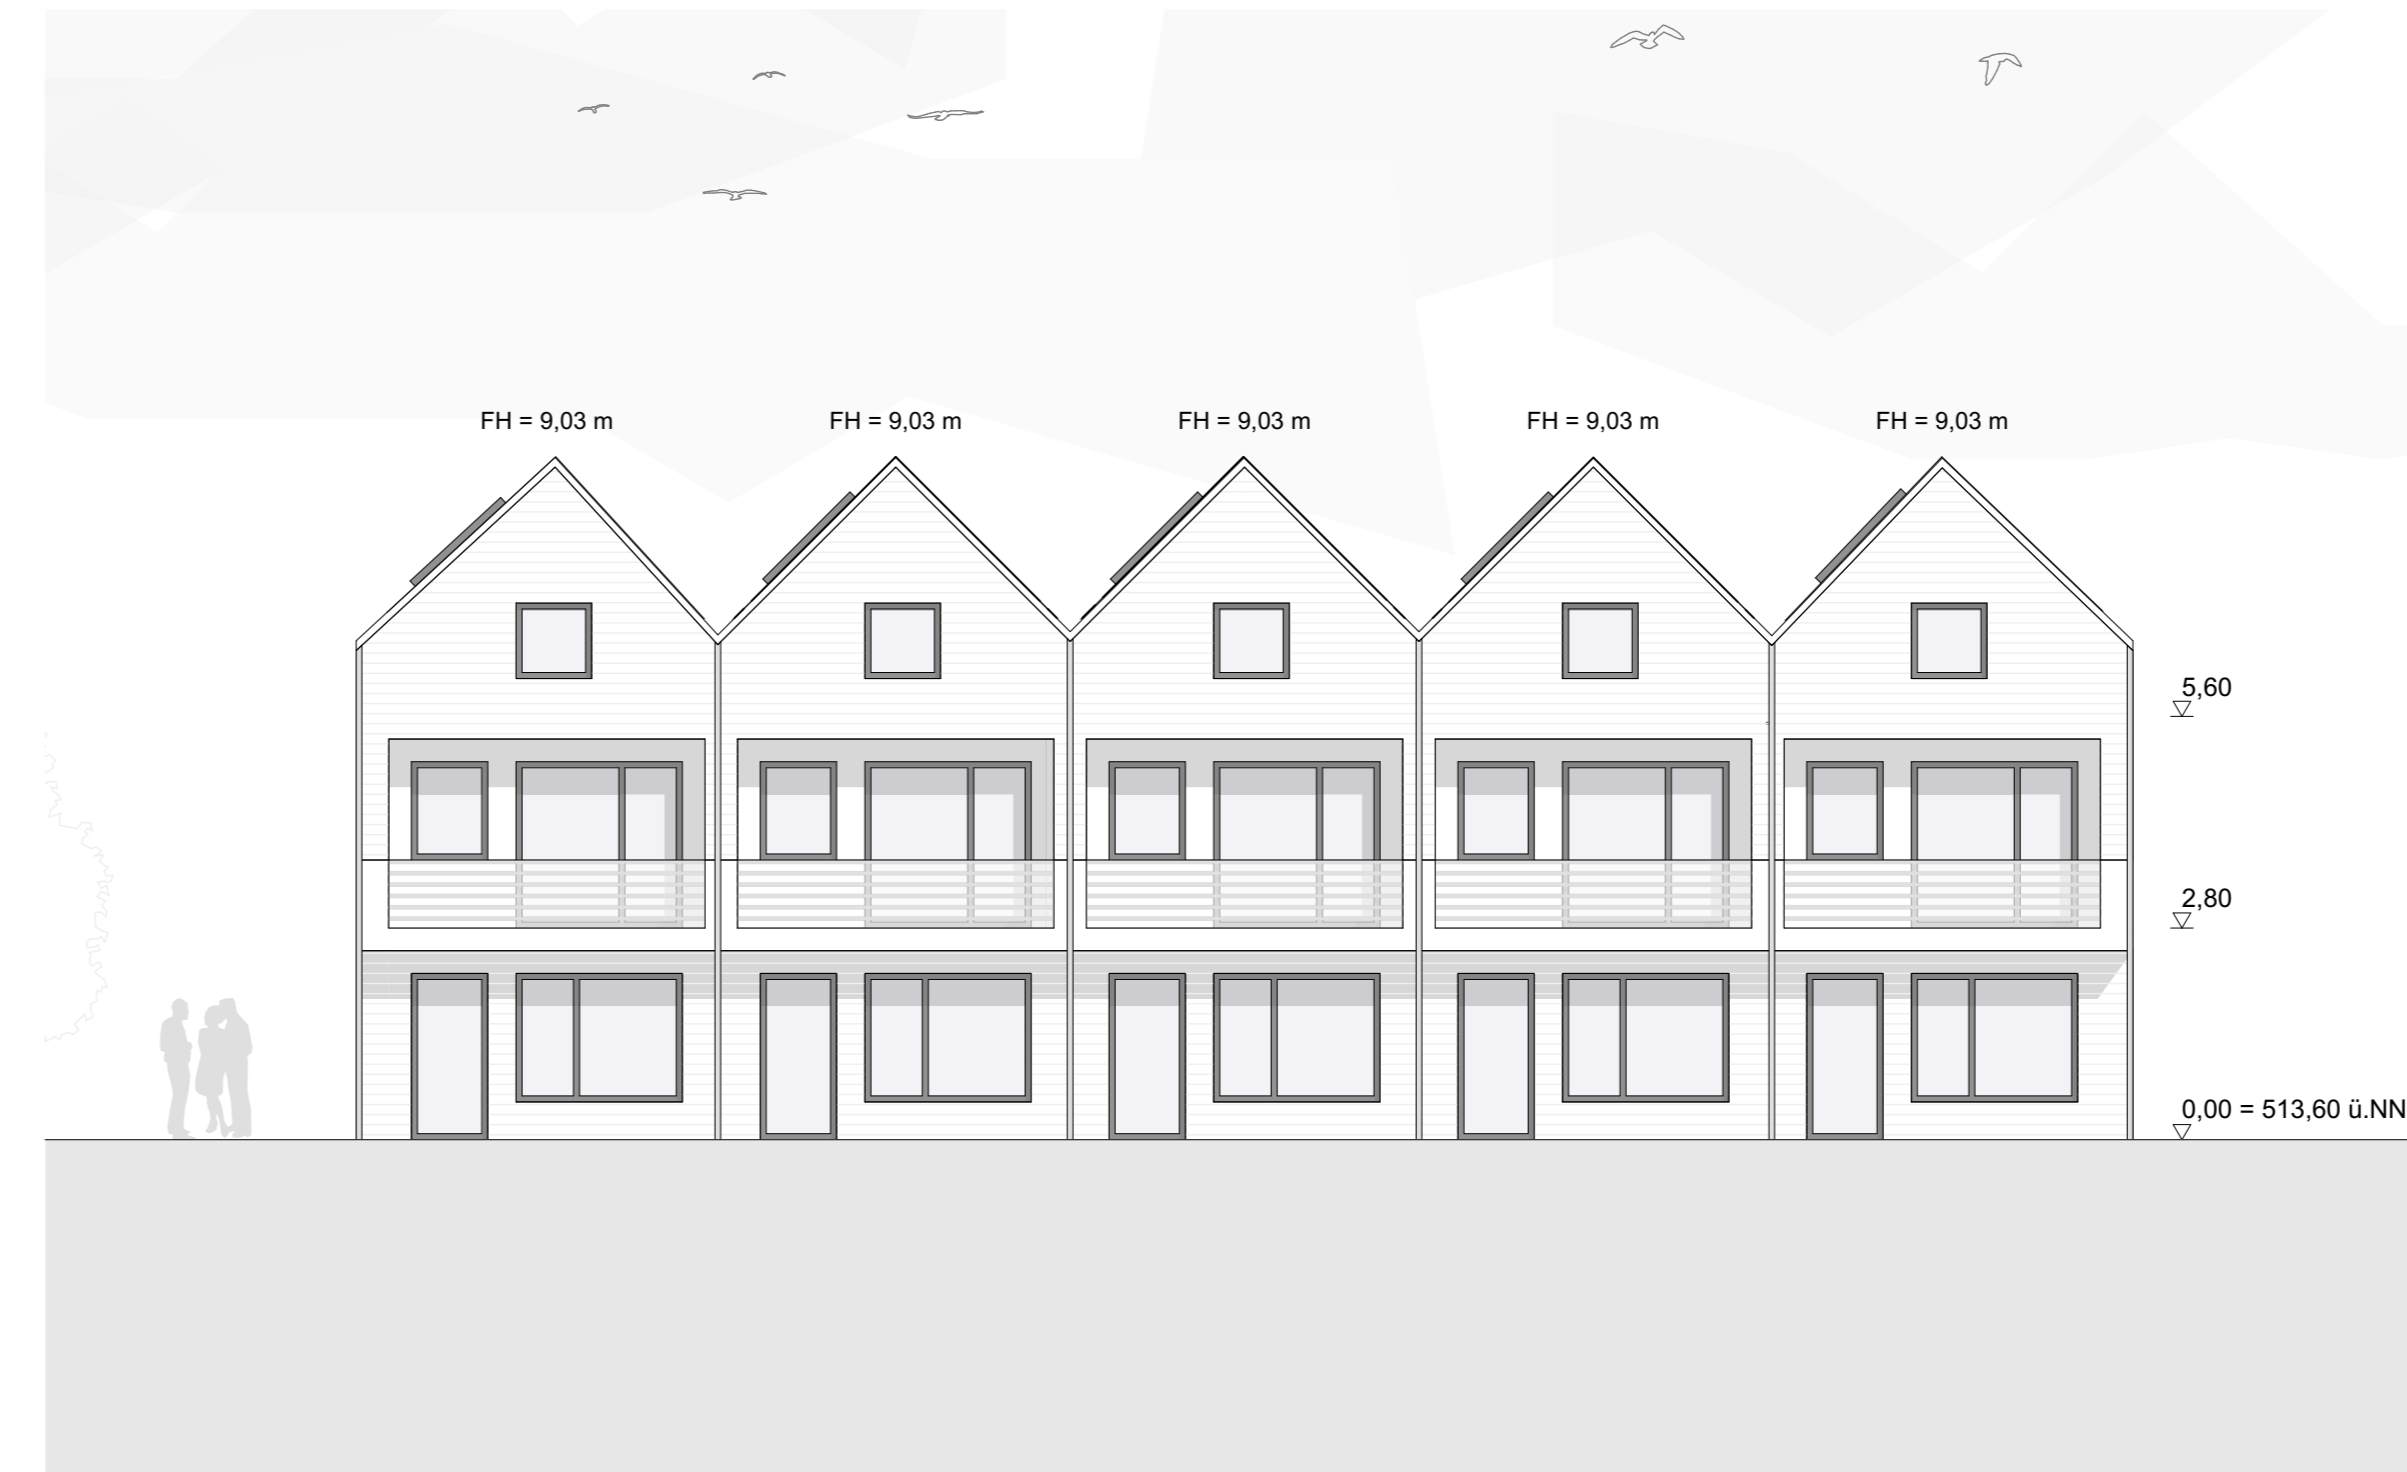 FH = 9,03 m
FH = 9,03 m
FH = 9,03 m
FH = 9,03 m
FH = 9,03 m
5,60
2,80
0,00 = 513,60 ü.NN